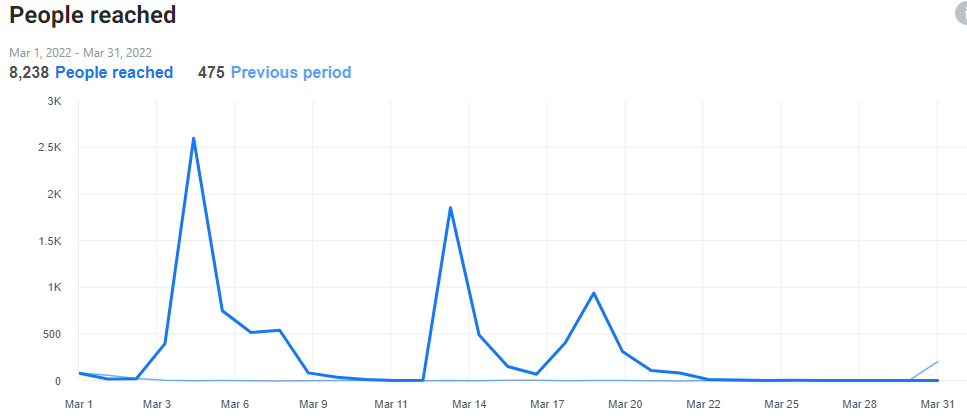 People reached
Mar 1, 2022 - Mar 31, 2022
8,238 People reached 475 Previous period
3K
2.5K
2K
1.5K
1K
500
0
Mar 1 Mar 3 Mar 6 Mar 9 Mar 11 Mar 14 Mar 17 Mar 20 Mar 22 Mar 25 Mar 28 Mar 31